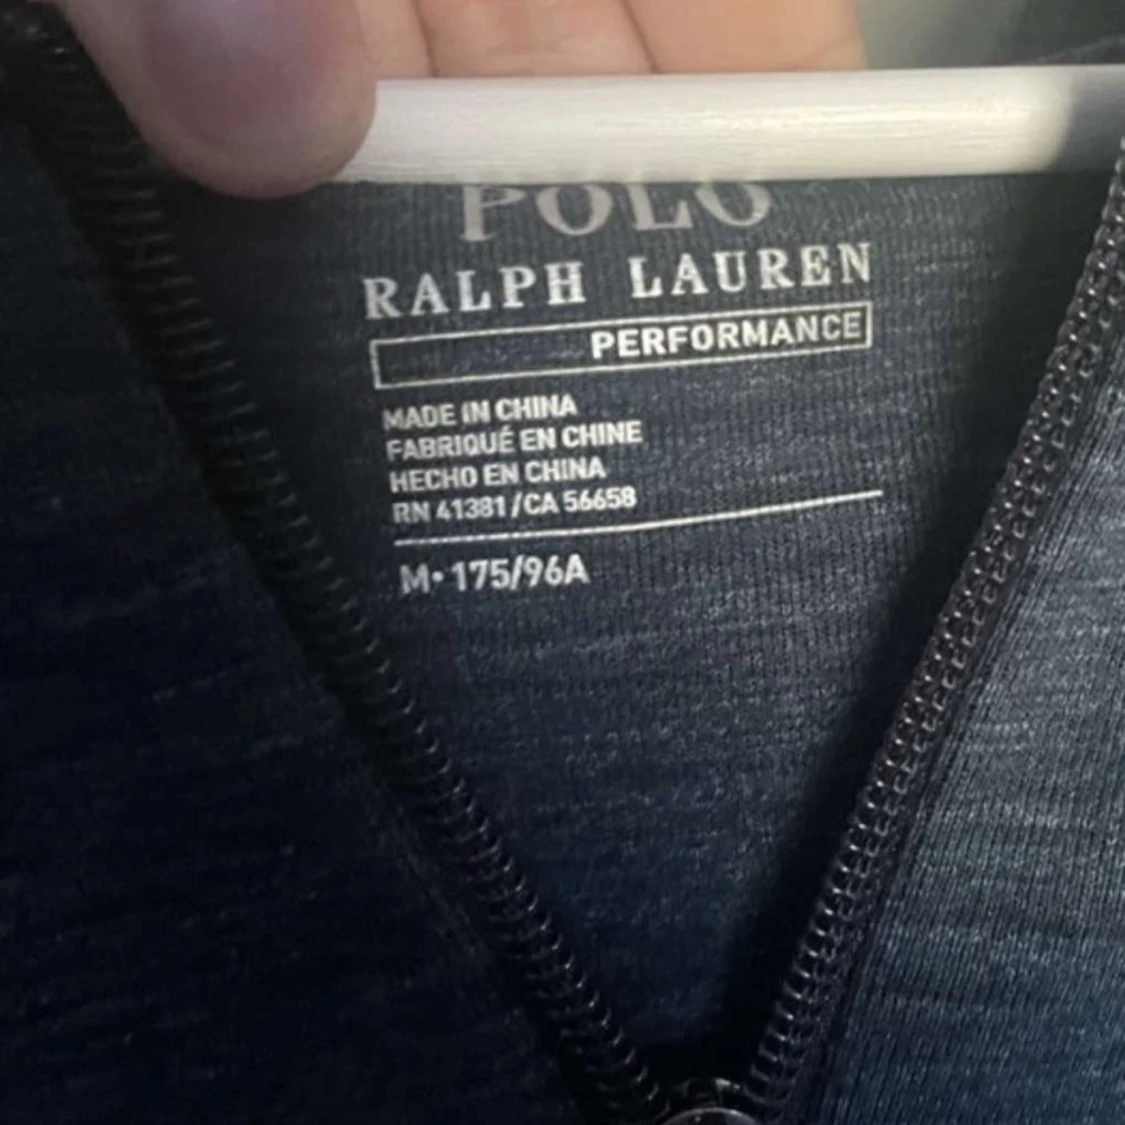 POLO
RALPH LAUREN
PERFORMANCE
MADE IN CHINA
FABRIQUÉ EN CHINE
HECHO EN CHINA
RN 41381/CA 56658
M• 175/96A